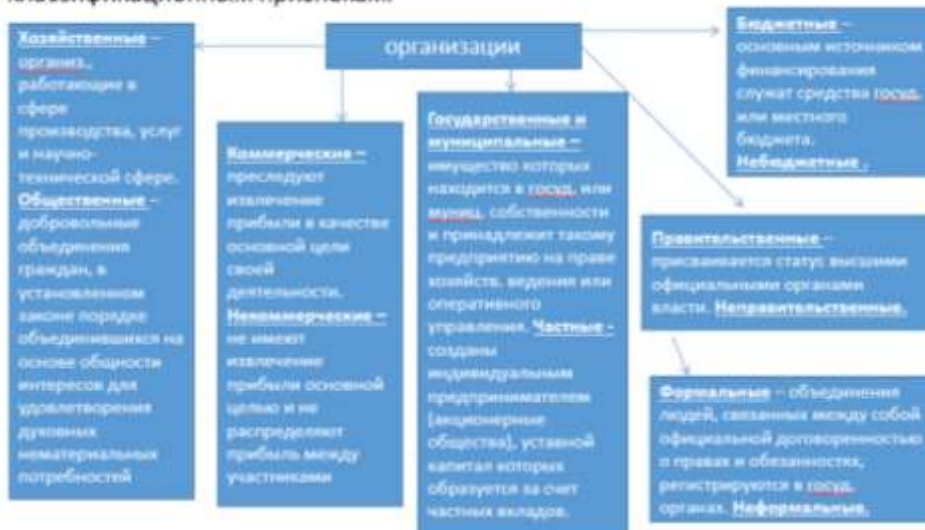 классификационным признакам:
организации
Хозяйственные –
организ.,
работающие в
сфере
производства, услуг
и научно-
технической сфере.
Общественные –
добровольные
объединения
граждан, в
установленном
законе порядке
объединившихся на
основе общности
интересов для
удовлетворения
духовных
нематериальных
потребностей
Коммерческие –
преследуют
извлечение
прибыли в качестве
основной цели
своей
деятельности.
Некоммерческие –
не имеют
извлечение
прибыли основной
целью и не
распределяют
прибыль между
участниками
Государственные и
муниципальные –
имущество которых
находится в госуд. или
муниц. собственности
и принадлежит такому
предприятию на праве
хозяйств. ведения или
оперативного
управления. Частные -
созданы
индивидуальным
предпринимателем
(акционерные
общества), уставной
капитал которых
образуется за счет
частных вкладов.
Бюджетные –
основным источником
финансирования
служат средства госуд.
или местного
бюджета.
Небюджетные .
Правительственные –
присваивается статус высшими
официальными органами
власти. Неправительственные.
Формальные – объединения
людей, связанных между собой
официальной договоренностью
о правах и обязанностях,
регистрируются в госуд.
органах. Неформальные.